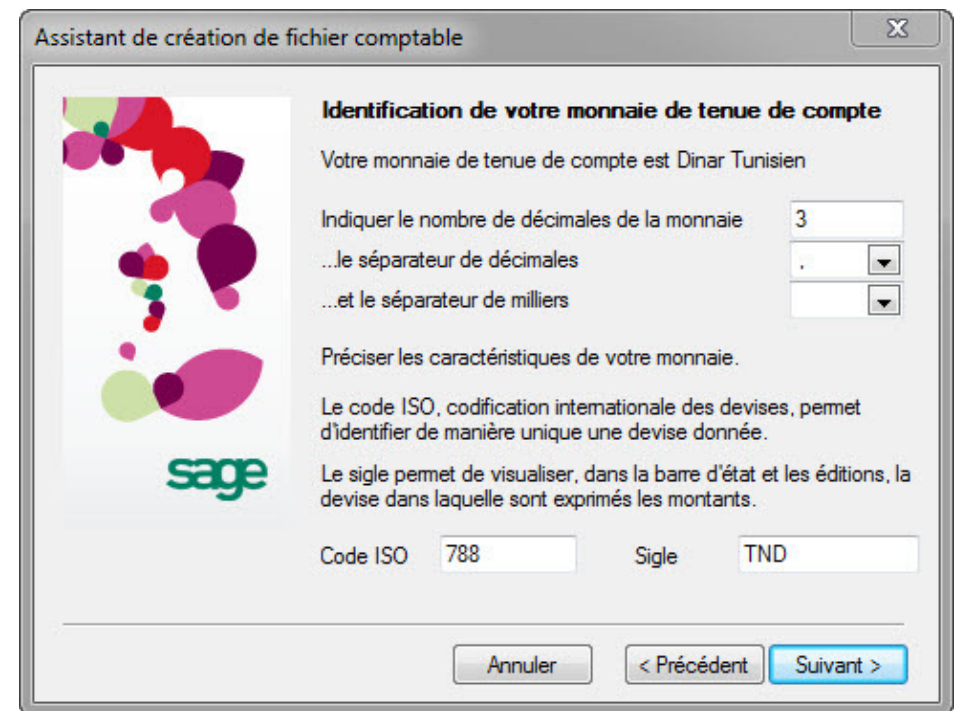 Assistant de création de fichier comptable
Identification de votre monnaie de tenue de compte
Votre monnaie de tenue de compte est Dinar Tunisien
Indiquer le nombre de décimales de la monnaie 3
...le séparateur de décimales ,
...et le séparateur de milliers
Préciser les caractéristiques de votre monnaie.
Le code ISO, codification internationale des devises, permet
d'identifier de manière unique une devise donnée.
Le sigle permet de visualiser, dans la barre d'état et les éditions, la
devise dans laquelle sont exprimés les montants.
sage
Code ISO 788 Sigle TND
Annuler < Précédent Suivant >